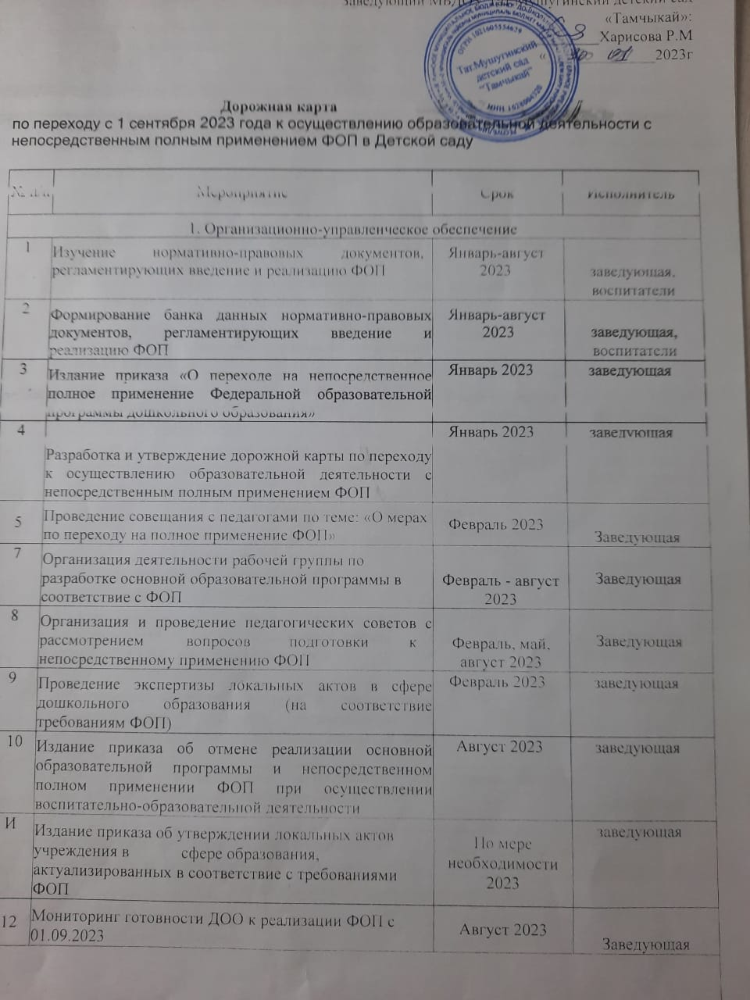 «Тамчыкай»:
Харисова Р.М
« 2023г
Тат.Мушугинский
детский сад
"Тамчыкай"
Дорожная карта
по переходу с 1 сентября 2023 года к осуществлению образовательной деятельности с
непосредственным полным применением ФОП в Детской саду
№ п/п Мероприятие Срок Исполнитель
1. Организационно-управленческое обеспечение
1 Изучение нормативно-правовых документов, Январь-август
регламентирующих введение и реализацию ФОП 2023 заведующая,
воспитатели
2 Формирование банка данных нормативно-правовых Январь-август
документов, регламентирующих введение и 2023 заведующая,
реализацию ФОП воспитатели
3 Издание приказа «О переходе на непосредственное Январь 2023 заведующая
полное применение Федеральной образовательной
программы дошкольного образования»
4 Январь 2023 заведующая
Разработка и утверждение дорожной карты по переходу
к осуществлению образовательной деятельности с
непосредственным полным применением ФОП
5 Проведение совещания с педагогами по теме: «О мерах Февраль 2023
по переходу на полное применение ФОП» Заведующая
7 Организация деятельности рабочей группы по
разработке основной образовательной программы в Февраль - август Заведующая
соответствие с ФОП 2023
8 Организация и проведение педагогических советов с
рассмотрением вопросов подготовки к Февраль, май, Заведующая
непосредственному применению ФОП август 2023
9 Проведение экспертизы локальных актов в сфере Февраль 2023 заведующая
дошкольного образования (на соответствие
требованиям ФОП)
10 Издание приказа об отмене реализации основной Август 2023 заведующая
образовательной программы и непосредственном
полном применении ФОП при осуществлении
воспитательно-образовательной деятельности
И Издание приказа об утверждении локальных актов заведующая
учреждения в сфере образования, По мере
актуализированных в соответствие с требованиями необходимости
ФОП 2023
12 Мониторинг готовности ДОО к реализации ФОП с Август 2023
01.09.2023 Заведующая